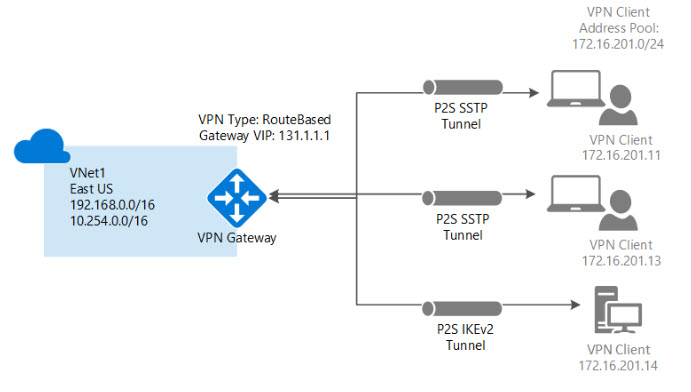 VPN Client
Address Pool:
172.16.201.0/24
P2S SSTP
Tunnel
VPN Type: RouteBased
Gateway VIP: 131.1.1.1
VPN Client
172.16.201.11
VNet1
East US
192.168.0.0/16
10.254.0.0/16
VPN Gateway
P2S SSTP
Tunnel
VPN Client
172.16.201.13
P2S IKEv2
Tunnel
VPN Client
172.16.201.14